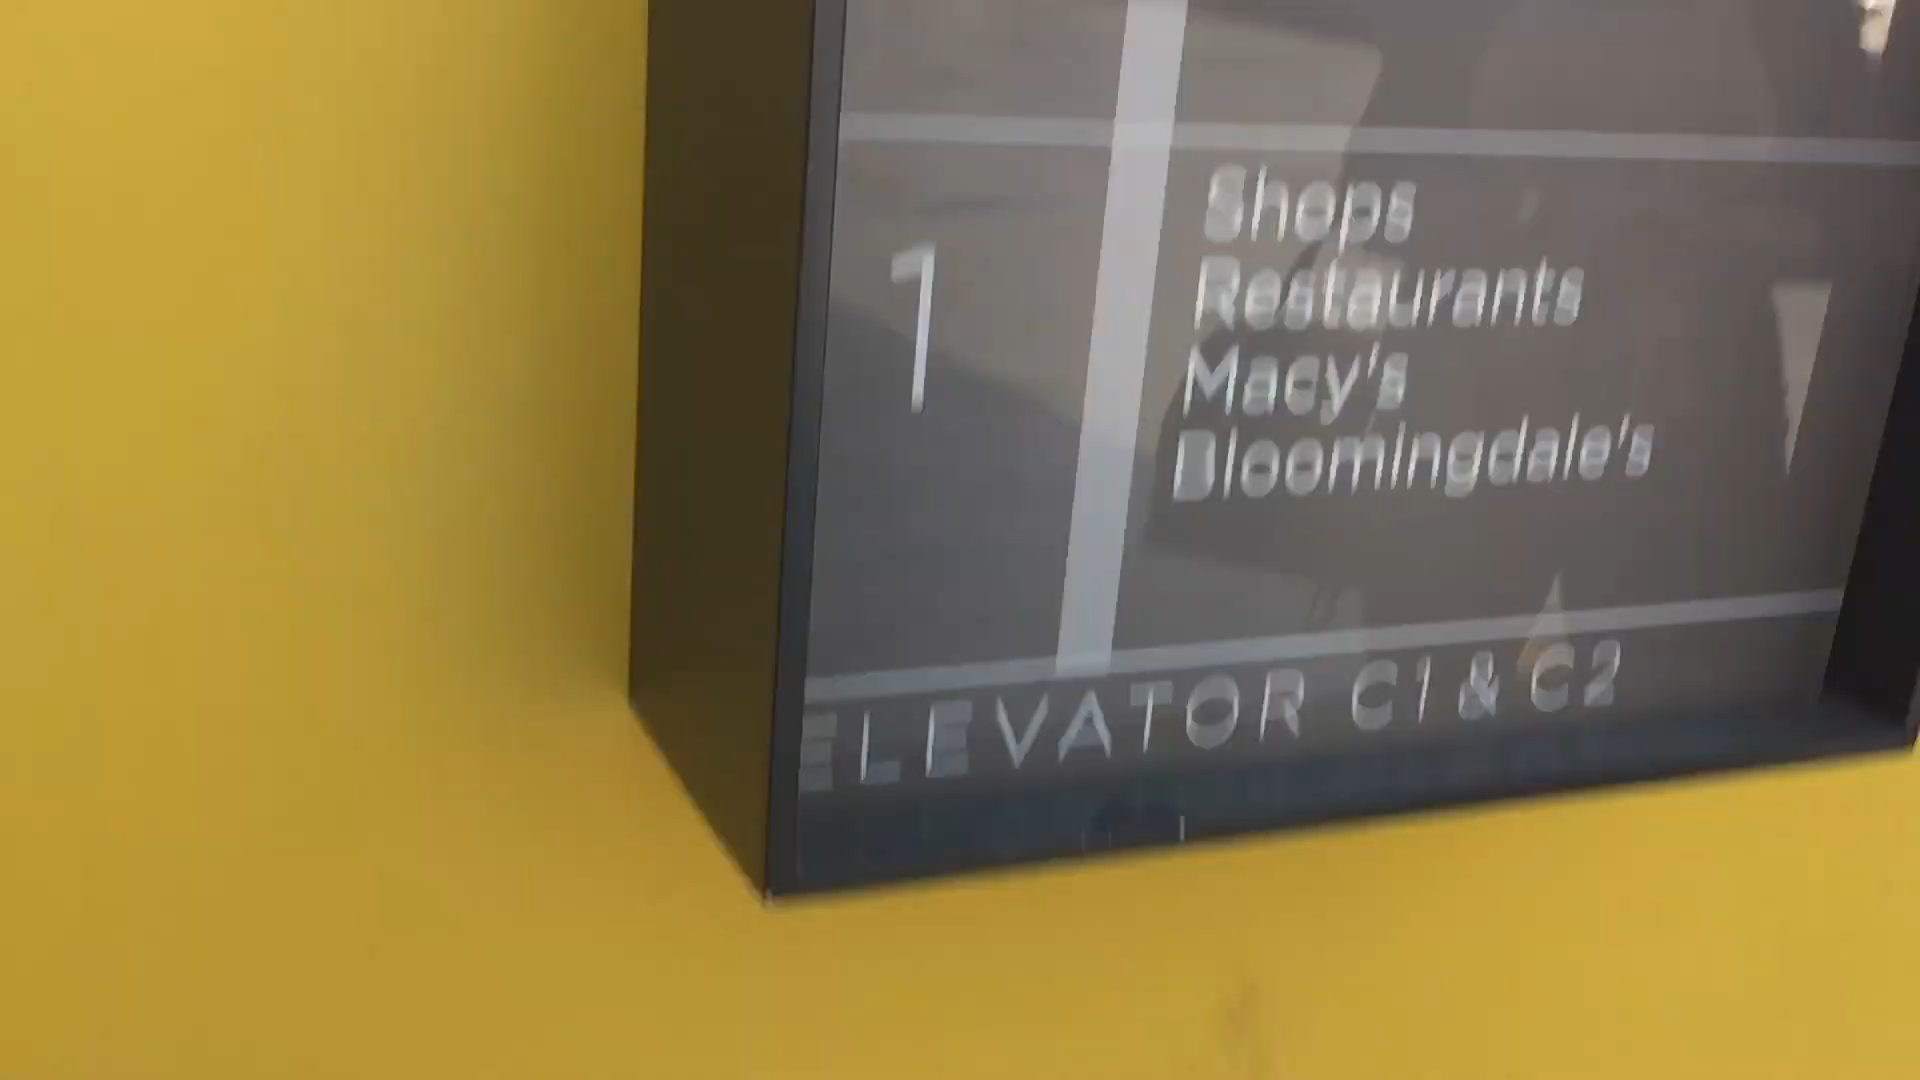 1
Shops
Restaurants
Macy's
Bloomingdale's
ELEVATOR C1 & C2